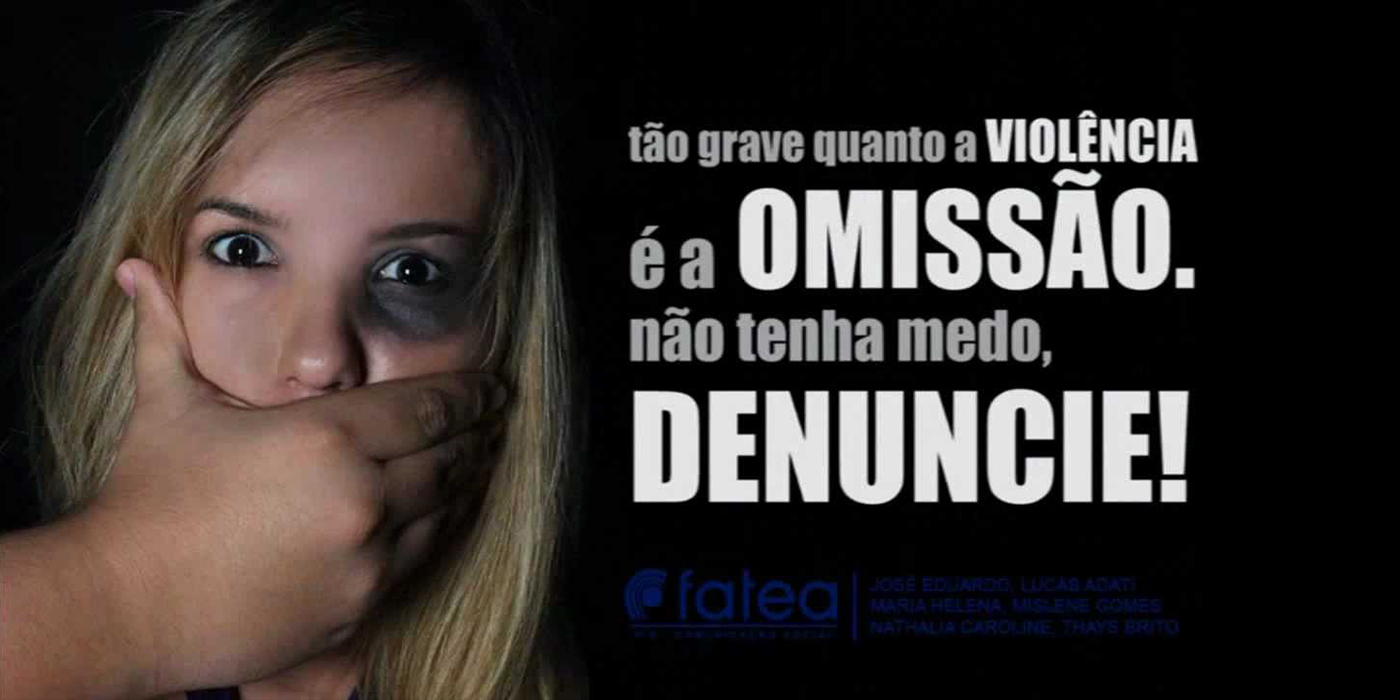 tão grave quanto a VIOLÊNCIA
é a OMISSÃO.
não tenha medo,
DENUNCIE!
fatea
COMUNICAÇÃO SOCIAL
JOSÉ EDUARDO, LUCAS ADATI
MARIA HELENA, MISLENE GOMES
NATHALIA CAROLINE, THAYS BRITO